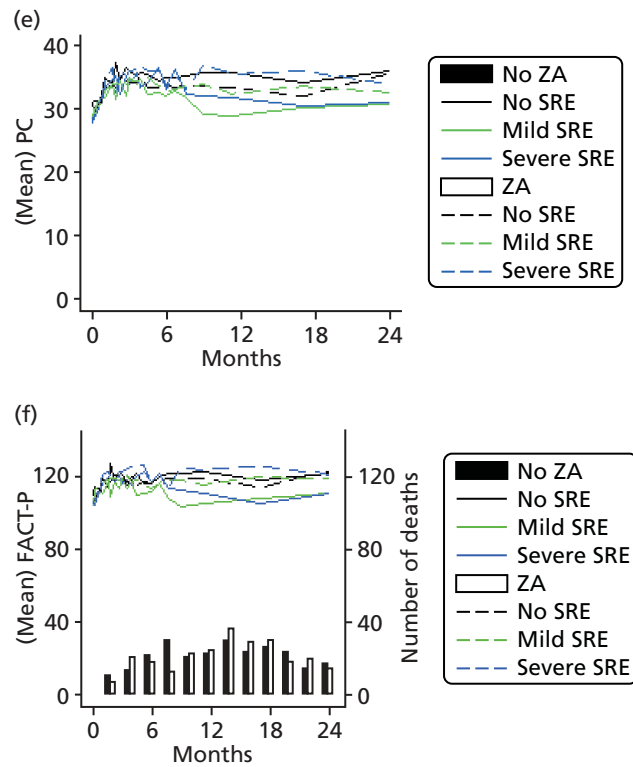 (e)
40
30
20
10
0
(Mean) PC
0 6 12 18 24
Months
No ZA
No SRE
Mild SRE
Severe SRE
ZA
No SRE
Mild SRE
Severe SRE
(f)
120
80
40
0
(Mean) FACT-P
120
80
40
0
Number of deaths
0 6 12 18 24
Months
No ZA
No SRE
Mild SRE
Severe SRE
ZA
No SRE
Mild SRE
Severe SRE